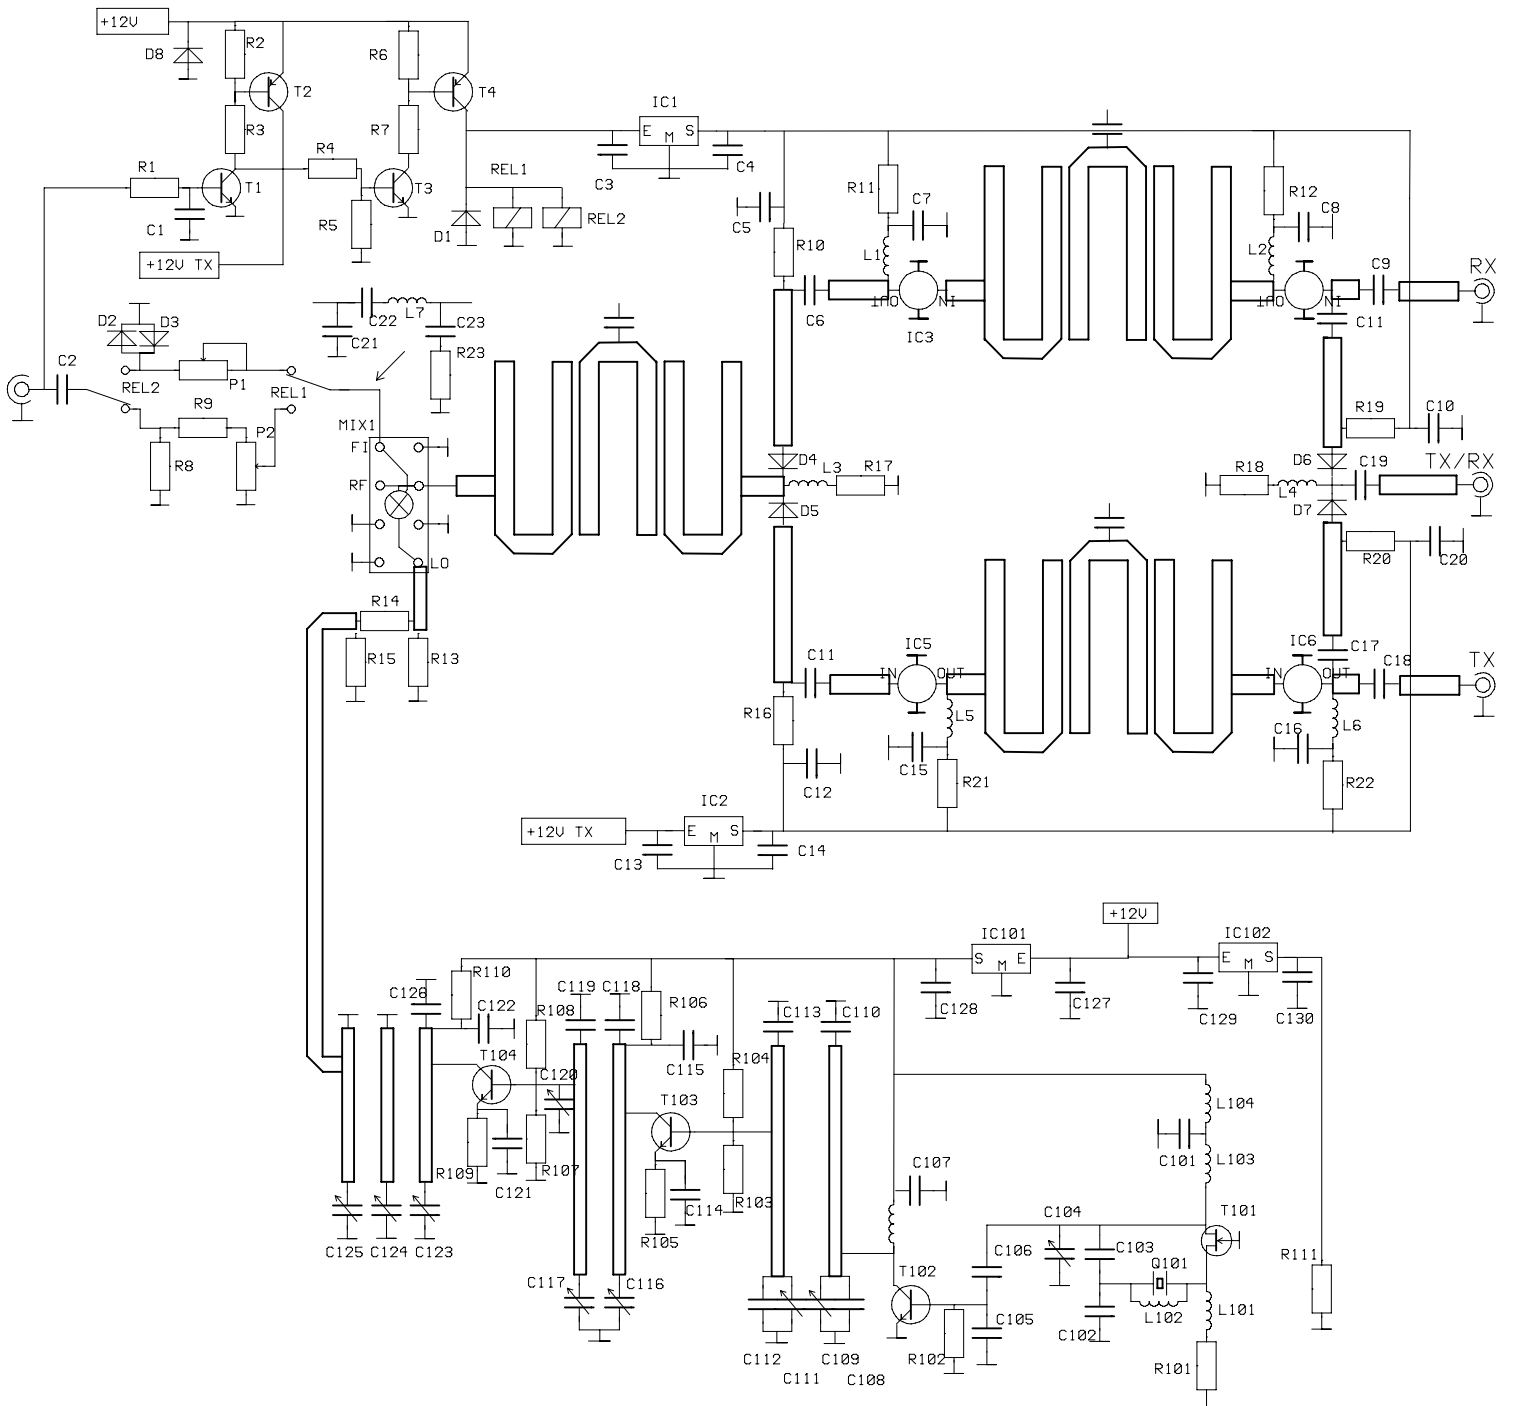 +12V
R2
D8
R6
T2
T4
IC1
R3
R7
E M S
R1
R4
REL1
C3
C4
T1
T3
R11
C7
R12
C8
C1
R5
D1
REL2
C5
R10
+12V TX
L1
L2
C9
RX
OUT
IN
OUT
IN
D2
D3
C22
L7
C23
C6
IC3
C11
C21
R23
C2
REL2
P1
REL1
R9
P2
MIX1
R19
C10
R8
FI
D4
L3
R17
R18
D6
C19
TX/RX
RF
L4
D5
D7
LO
R20
C20
R14
R15
R13
C11
IN
IC5
OUT
IC6
IN
OUT
C17
C18
TX
R16
L5
C16
L6
C15
R21
R22
C12
IC2
+12V TX
E M S
C13
C14
+12V
IC101
IC102
S M E
E M S
R110
C126
C122
C119
C118
R106
C113
C110
C128
C127
C129
C130
R108
T104
C120
C115
R104
T103
L104
C101
L103
R109
C121
R107
C107
R103
C114
R105
T101
C125
C124
C123
C104
C106
C103
R111
C117
C116
T102
Q101
C105
C102
L102
L101
C112
C109
R102
R101
C111
C108